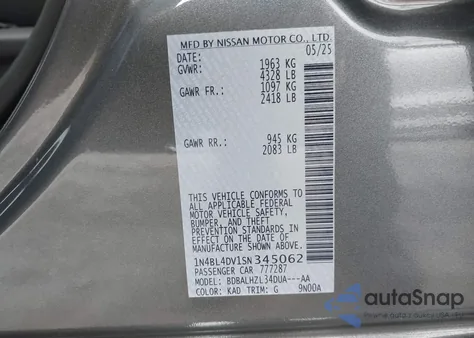 MFD BY NISSAN MOTOR CO., LTD.
DATE: 05/25
GVWR: 1963 KG
4328 LB
GAWR FR.: 1097 KG
2418 LB
GAWR RR.: 945 KG
2083 LB
THIS VEHICLE CONFORMS TO
ALL APPLICABLE FEDERAL
MOTOR VEHICLE SAFETY,
BUMPER, AND THEFT
PREVENTION STANDARDS IN
EFFECT ON THE DATE OF
MANUFACTURE SHOWN ABOVE.
1N4BL4DV1SN345062
PASSENGER CAR 777287
MODEL: BDBALHZL34DUA---AA
COLOR: KAD TRIM: G 9N00A
autoSnap